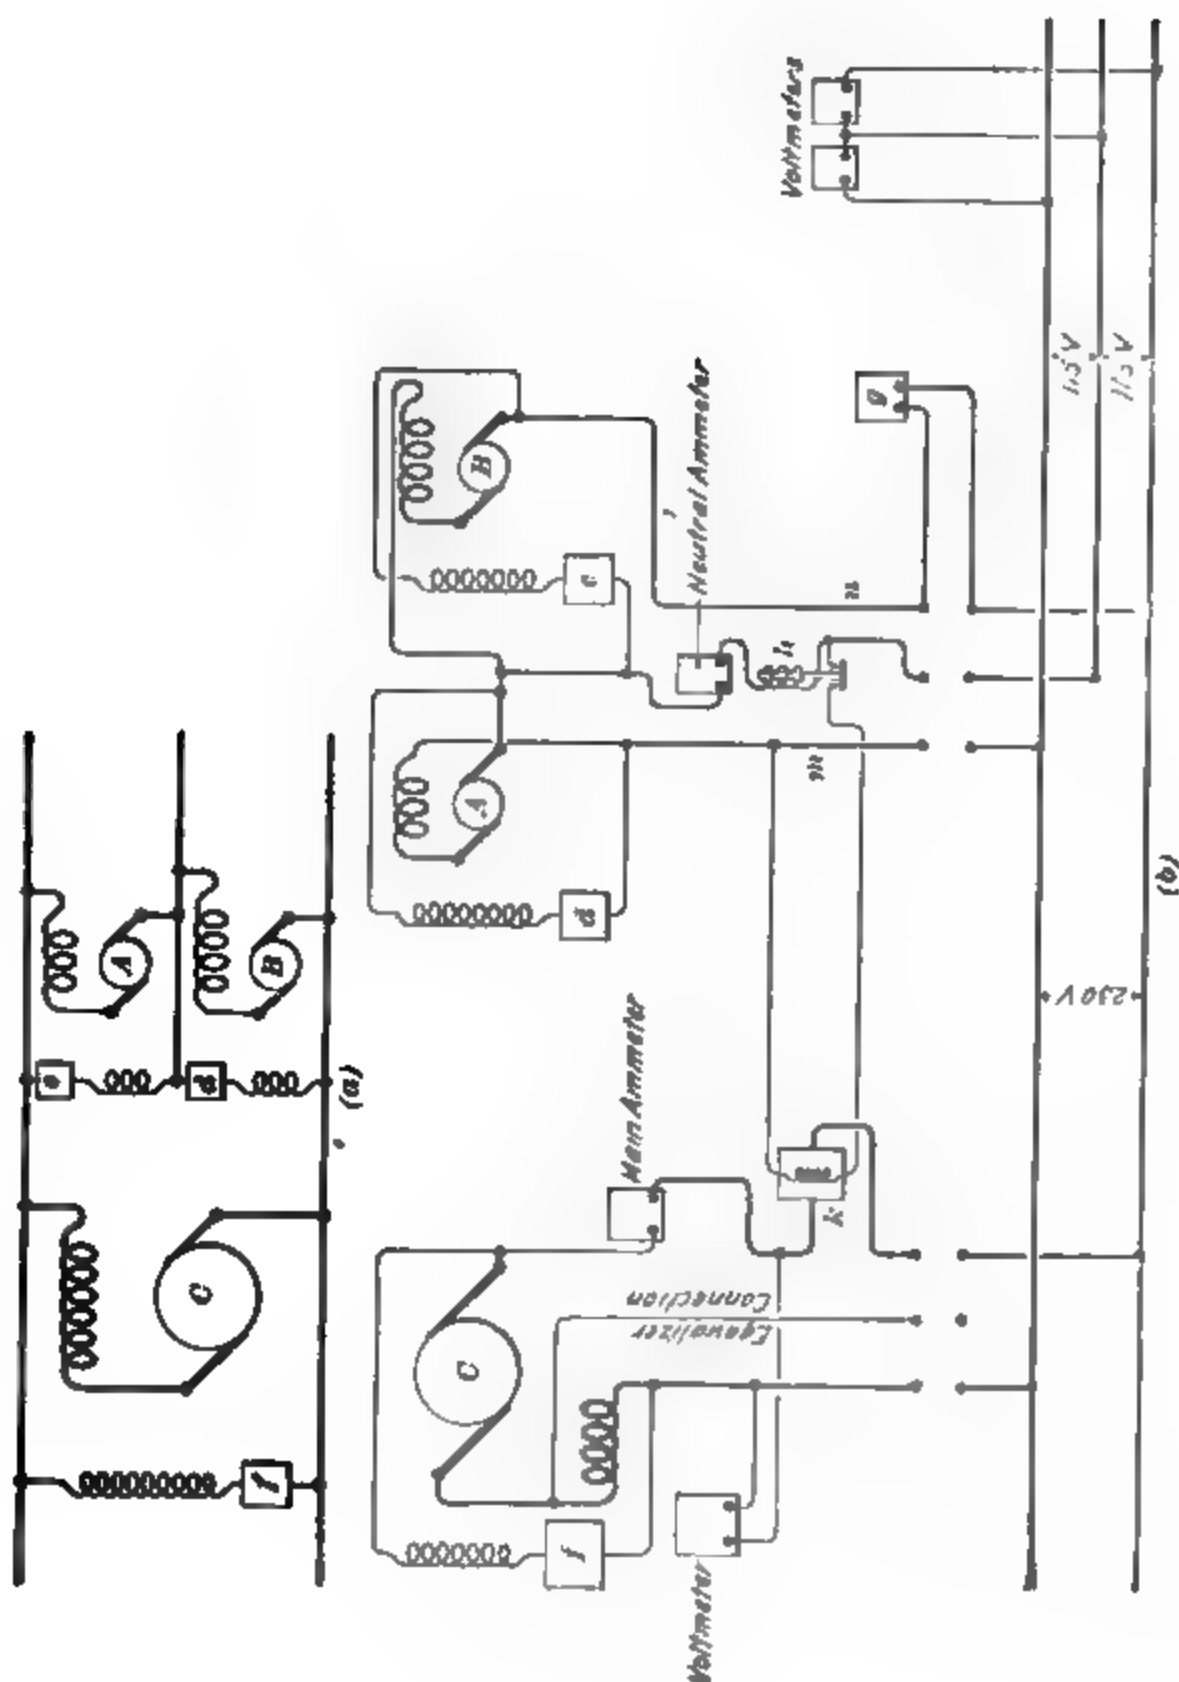 C
f
A
B
e
d
(a)
Voltmeter
f
C
Equalizer
Connection
Main Ammeter
k
230 V
A
d
m
h
Neutral Ammeter
B
n
g
Voltmeters
115 V
115 V
(b)